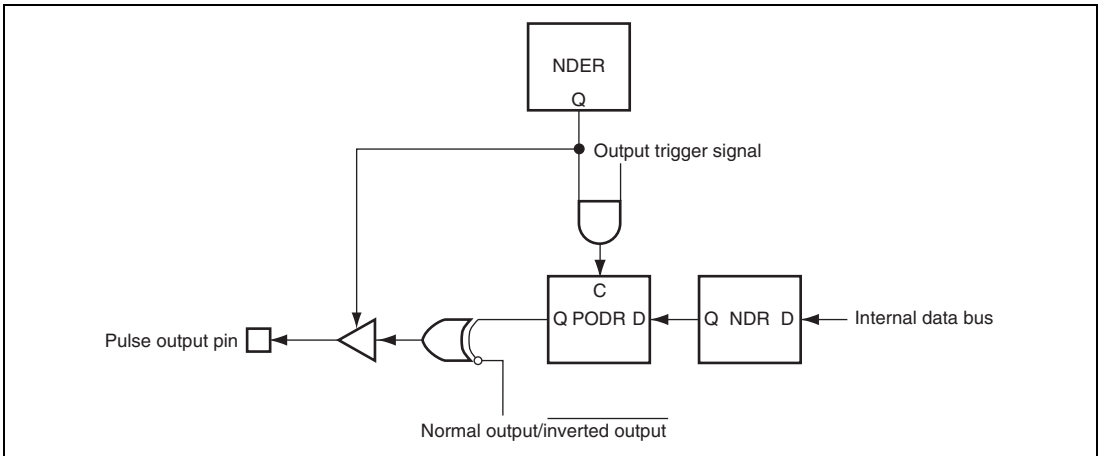 NDER
Q
Output trigger signal
C
Q PODR D
Q NDR D
Internal data bus
Pulse output pin
Normal output/inverted output